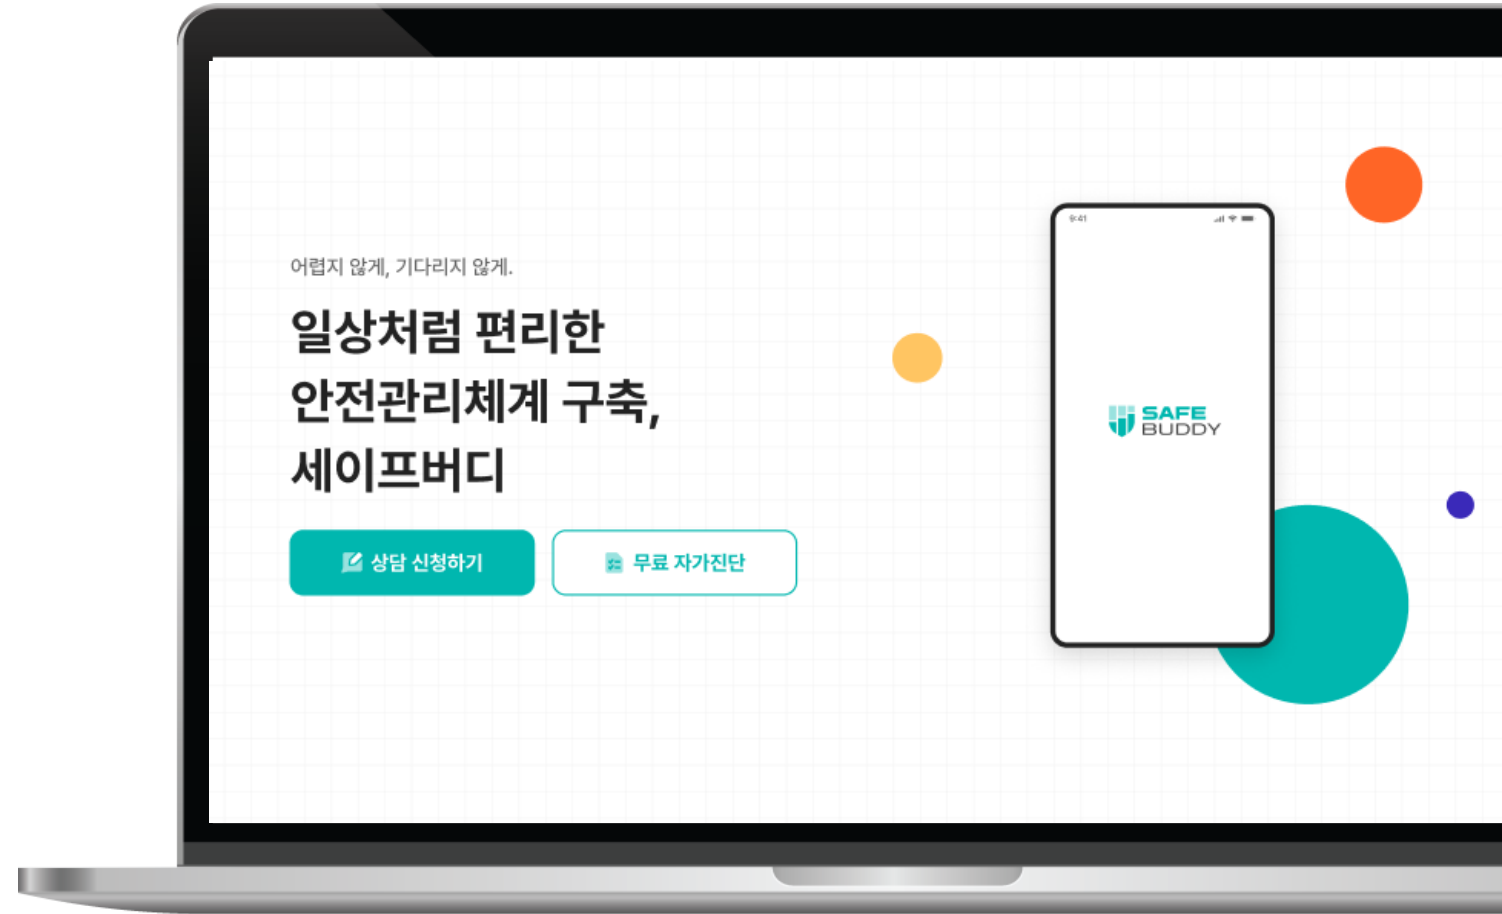 어렵지 않게, 기다리지 않게.
일상처럼 편리한
안전관리체계 구축,
세이프버디
상담 신청하기
무료 자가진단
9:41
SAFE
BUDDY